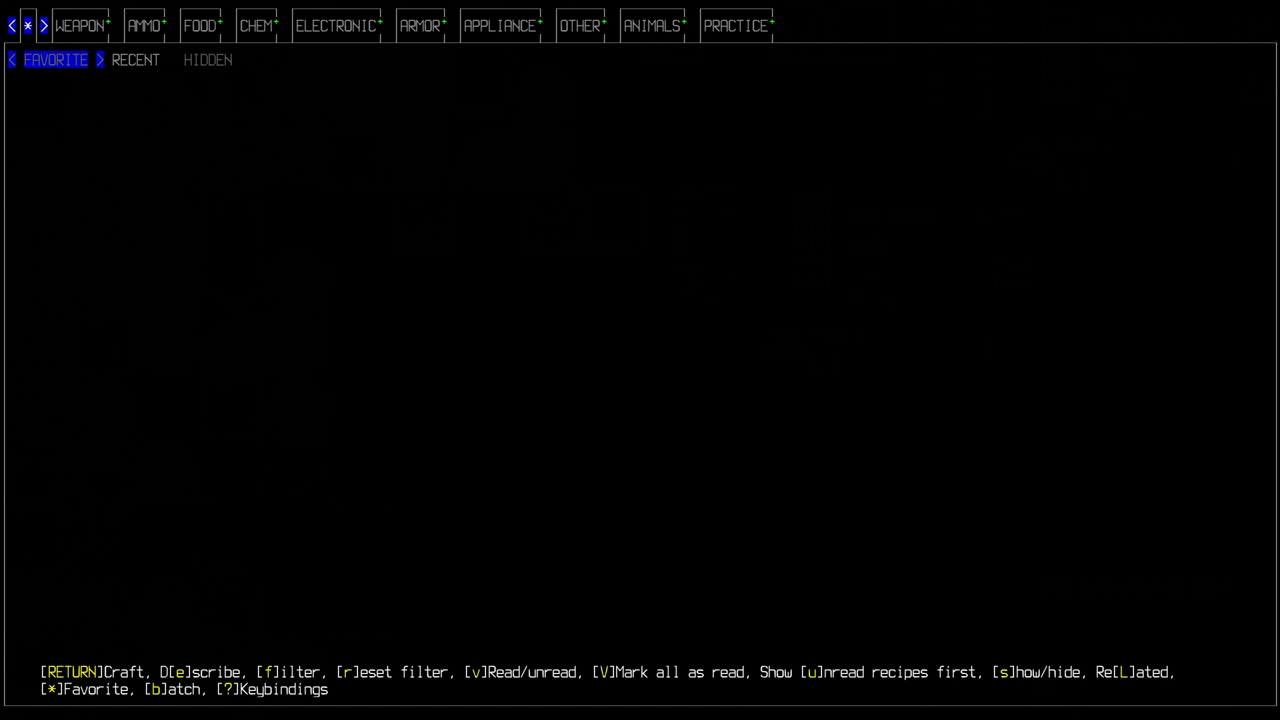 < * > WEAPON+ AMMO+ FOOD+ CHEM+ ELECTRONIC+ ARMOR+ APPLIANCE+ OTHER+ ANIMALS+ PRACTICE+
< FAVORITE > RECENT HIDDEN
[RETURN]Craft, D[e]scribe, [f]ilter, [r]eset filter, [v]Read/unread, [V]Mark all as read, Show [u]nread recipes first, [s]how/hide, Re[L]ated,
[*]Favorite, [b]atch, [?]Keybindings